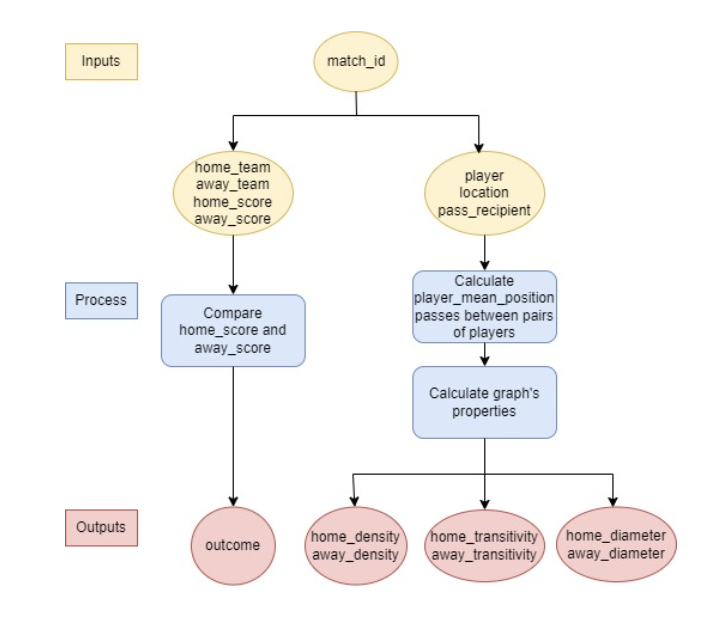 Inputs
match_id
home_team
away_team
home_score
away_score
player
location
pass_recipient
Process
Compare
home_score and
away_score
Calculate
player_mean_position
passes between pairs
of players
Calculate graph's
properties
Outputs
outcome
home_density
away_density
home_transitivity
away_transitivity
home_diameter
away_diameter